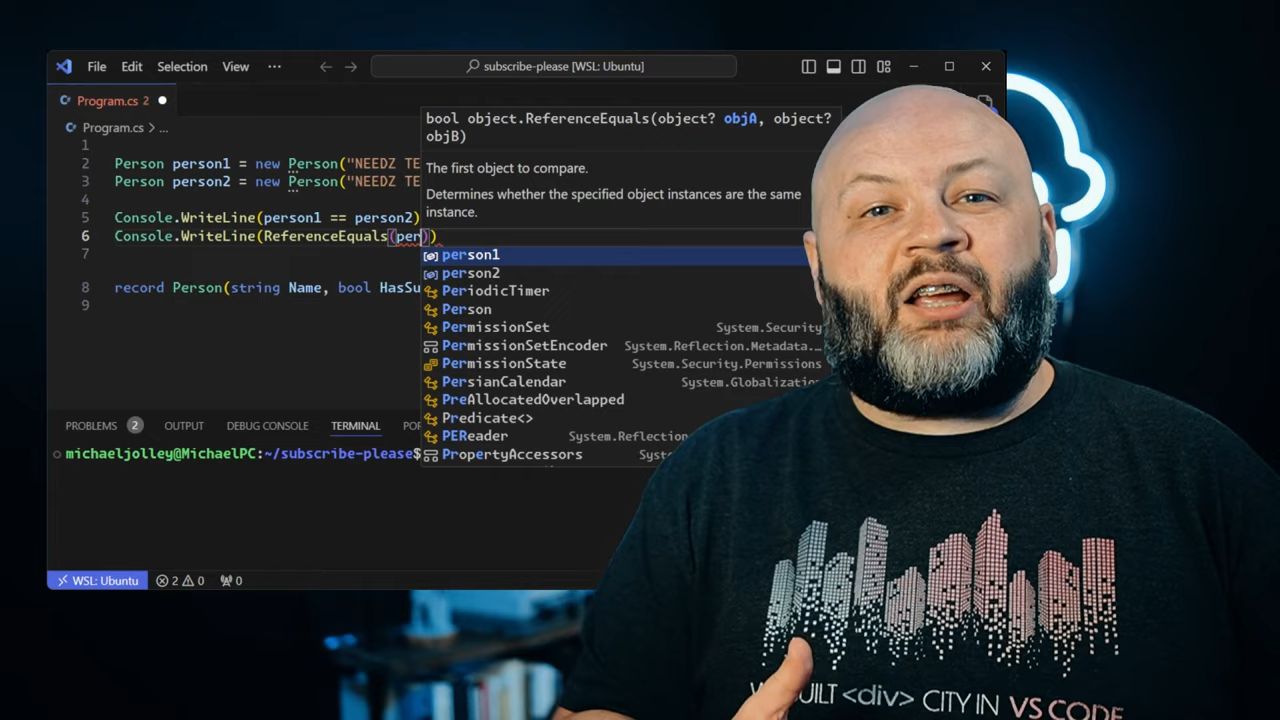 File Edit Selection View ...
subscribe-please [WSL: Ubuntu]
Program.cs 2
Program.cs > ...
1
2 Person person1 = new Person("NEEDZ TE
3 Person person2 = new Person("NEEDZ TE
4
5 Console.WriteLine(person1 == person2)
6 Console.WriteLine(ReferenceEquals(per))
7
8 record Person(string Name, bool HasSu
9
bool object.ReferenceEquals(object? objA, object?
objB)
The first object to compare.
Determines whether the specified object instances are the same
instance.
person1
person2
PeriodicTimer
Person
PermissionSet System.Security
PermissionSetEncoder System.Reflection.Metadata.…
PermissionState System.Security.Permissions
PersianCalendar System.Globalizatio
PreAllocatedOverlapped
Predicate<>
PEReader System.Reflection
PropertyAccessors Syste
PROBLEMS 2 OUTPUT DEBUG CONSOLE TERMINAL POR
michaeljolley@MichaelPC:~/subscribe-please$
WSL: Ubuntu 2 0 0
BUILT <div> CITY IN VS CODE